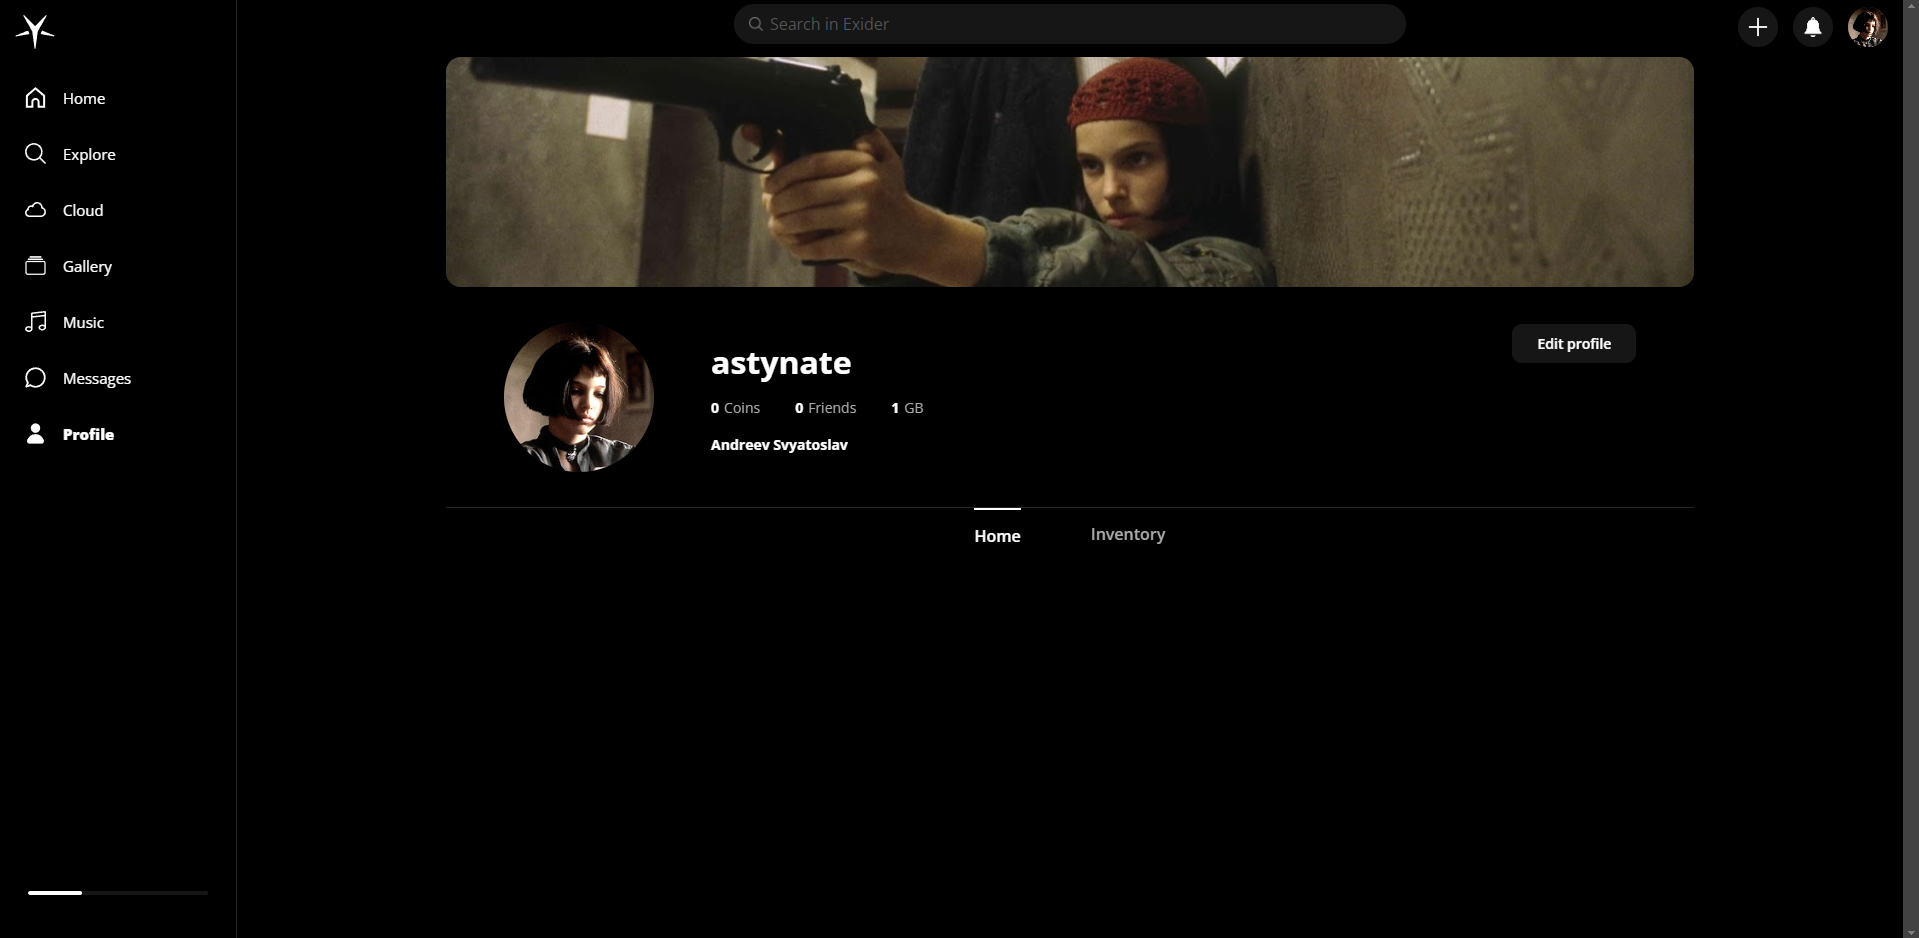 Search in Exider
Home
Explore
Cloud
Gallery
Music
Messages
Profile
astynate
0 Coins 0 Friends 1 GB
Andreev Svyatoslav
Edit profile
Home Inventory